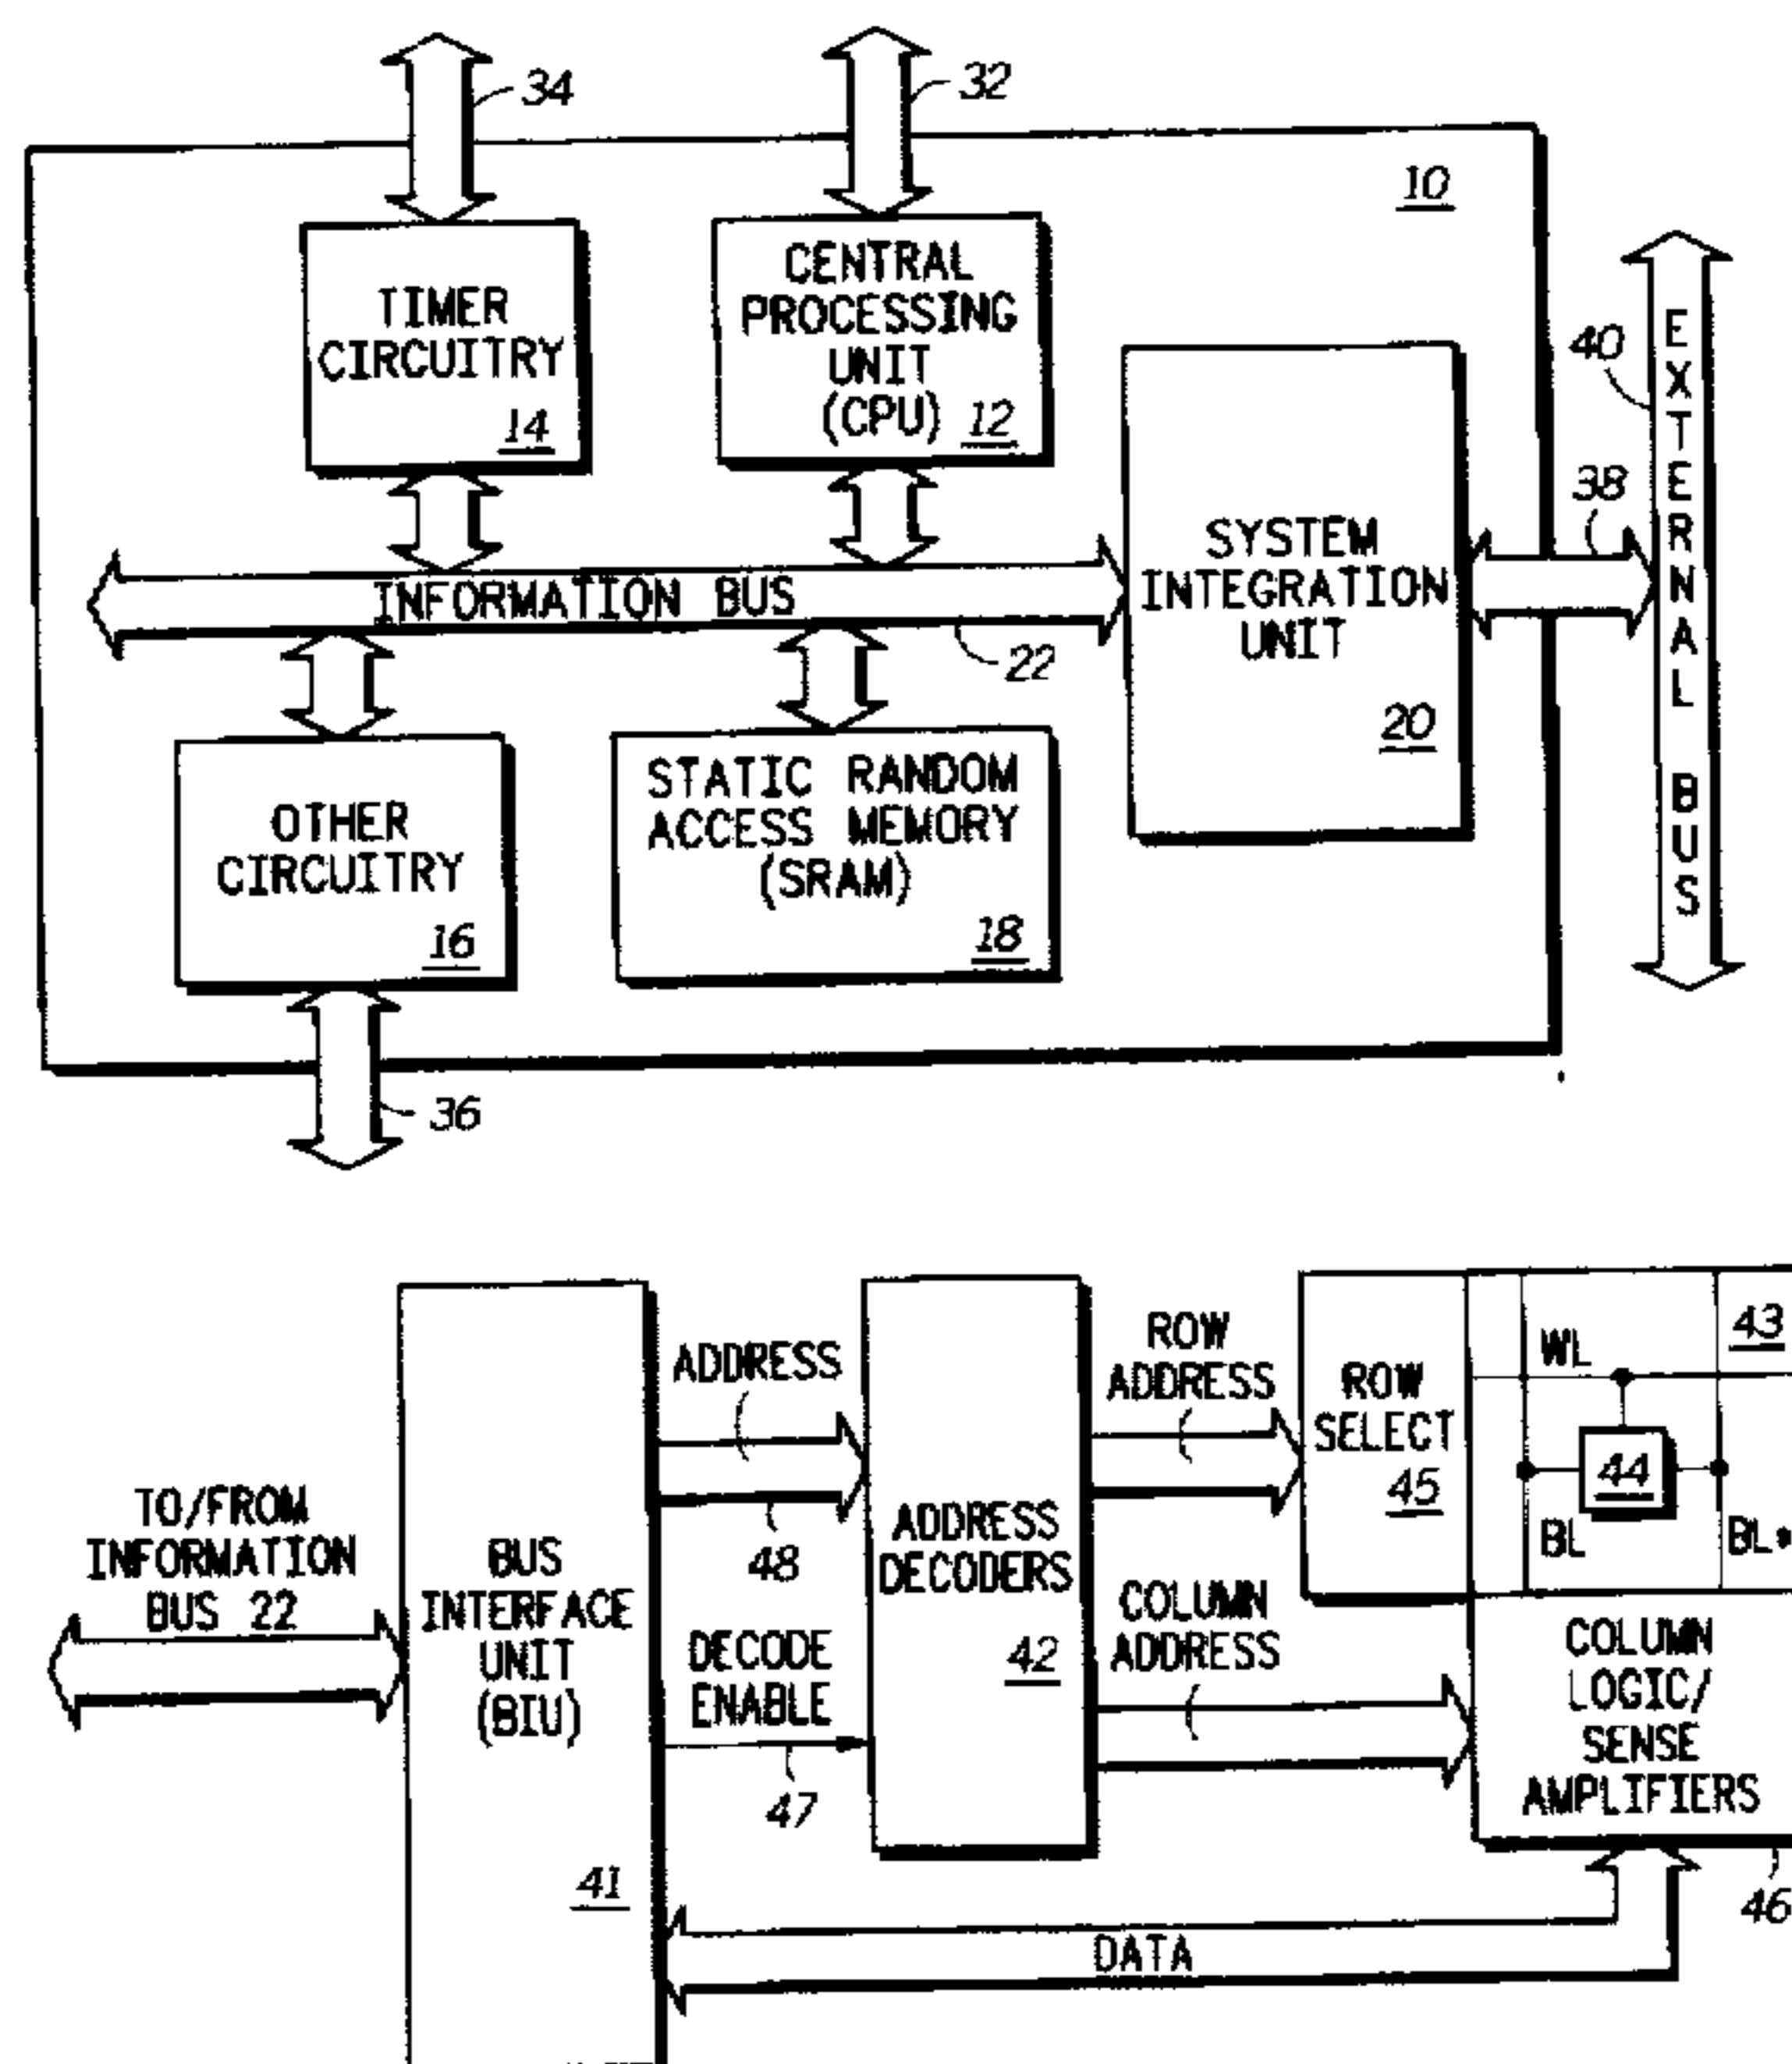 34
32
10
TIMER
CIRCUITRY
14
CENTRAL
PROCESSING
UNIT
(CPU)
12
40
EXTERNAL BUS
38
SYSTEM
INTEGRATION
UNIT
20
INFORMATION BUS
22
OTHER
CIRCUITRY
16
STATIC RANDOM
ACCESS MEMORY
(SRAM)
18
36
TO/FROM
INFORMATION
BUS 22
BUS
INTERFACE
UNIT
(BIU)
41
ADDRESS
48
DECODE
ENABLE
47
ADDRESS
DECODERS
42
ROW
ADDRESS
COLUMN
ADDRESS
ROW
SELECT
45
WL
43
44
BL
BL*
COLUMN
LOGIC/
SENSE
AMPLIFIERS
46
DATA